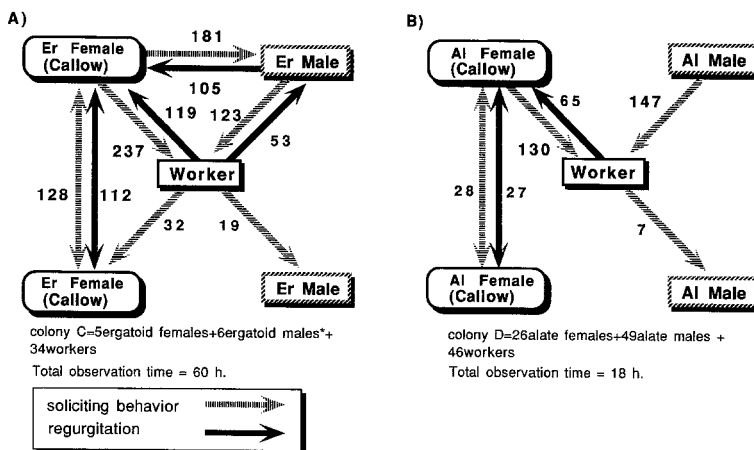 A)
B)
181
Er Female
(Callow)
Er Male
105
119
123
53
237
Worker
128
112
32
19
Er Female
(Callow)
Er Male
colony C=5ergatoid females+6ergatoid males*+
34workers
Total observation time = 60 h.
soliciting behavior
regurgitation
Al Female
(Callow)
Al Male
65
147
130
Worker
28
27
7
Al Female
(Callow)
Al Male
colony D=26alate females+49alate males +
46workers
Total observation time = 18 h.